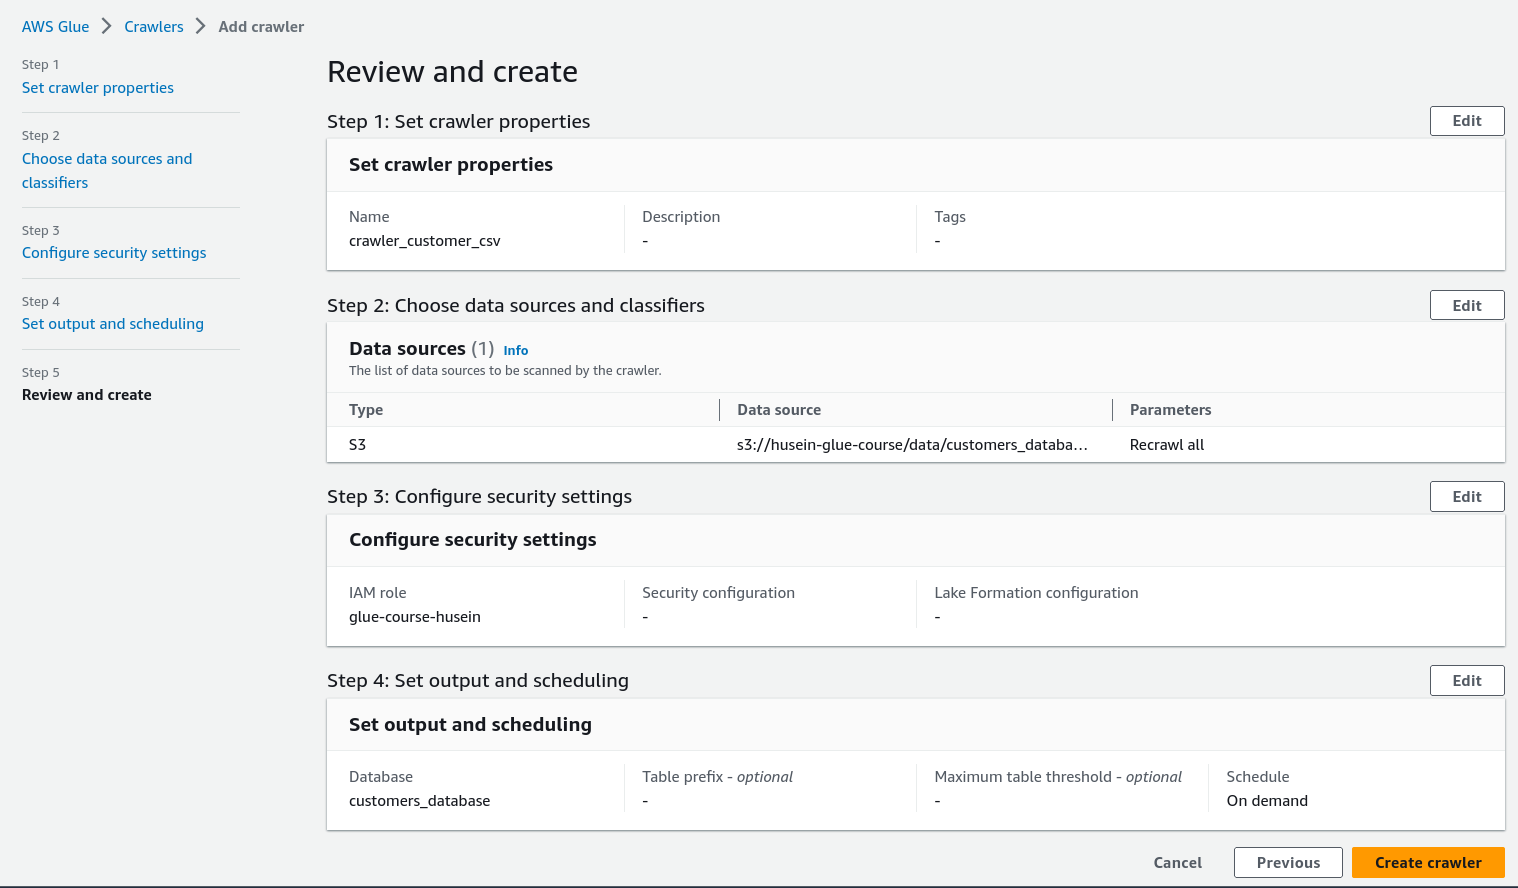 AWS Glue > Crawlers > Add crawler
Step 1
Set crawler properties
Step 2
Choose data sources and
classifiers
Step 3
Configure security settings
Step 4
Set output and scheduling
Step 5
Review and create
Review and create
Step 1: Set crawler properties
Edit
Set crawler properties
Name
crawler_customer_csv
Description
-
Tags
-
Step 2: Choose data sources and classifiers
Edit
Data sources (1) Info
The list of data sources to be scanned by the crawler.
Type Data source Parameters
S3 s3://husein-glue-course/data/customers_databa... Recrawl all
Step 3: Configure security settings
Edit
Configure security settings
IAM role
glue-course-husein
Security configuration
-
Lake Formation configuration
-
Step 4: Set output and scheduling
Edit
Set output and scheduling
Database
customers_database
Table prefix - optional
-
Maximum table threshold - optional
-
Schedule
On demand
Cancel
Previous
Create crawler